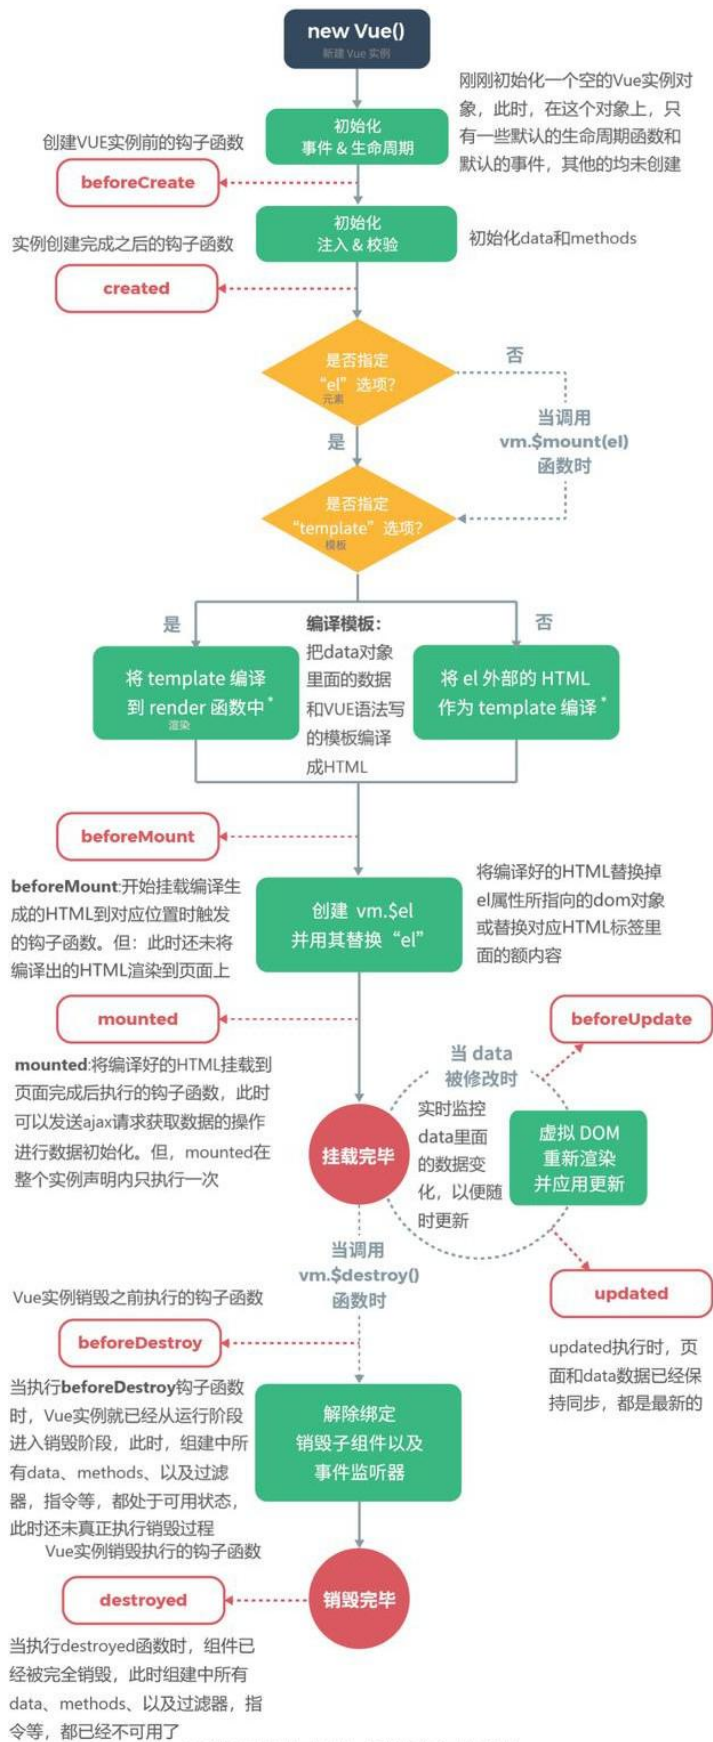 new Vue()
新建 Vue 实例
刚刚初始化一个空的Vue实例对
象，此时，在这个对象上，只
有一些默认的生命周期函数和
默认的事件，其他的均未创建
初始化
事件 & 生命周期
创建VUE实例前的钩子函数
beforeCreate
初始化
注入 & 校验
初始化data和methods
实例创建完成之后的钩子函数
created
是否指定
“el” 选项？
元素
否
当调用
vm.$mount(el)
函数时
是
是否指定
“template” 选项？
模板
是
否
编译模板：
把data对象
里面的数据
和VUE语法写
的模板编译
成HTML
将 template 编译
到 render 函数中 *
渲染
将 el 外部的 HTML
作为 template 编译 *
beforeMount
beforeMount:开始挂载编译生
成的HTML到对应位置时触发
的钩子函数。但：此时还未将
编译出的HTML渲染到页面上
创建 vm.$el
并用其替换 “el”
将编译好的HTML替换掉
el属性所指向的dom对象
或替换对应HTML标签里
面的额内容
mounted
mounted:将编译好的HTML挂载到
页面完成后执行的钩子函数，此时
可以发送ajax请求获取数据的操作
进行数据初始化。但，mounted在
整个实例声明内只执行一次
挂载完毕
当 data
被修改时
实时监控
data里面
的数据变
化，以便随
时更新
beforeUpdate
虚拟 DOM
重新渲染
并应用更新
updated
updated执行时，页
面和data数据已经保
持同步，都是最新的
当调用
vm.$destroy()
函数时
Vue实例销毁之前执行的钩子函数
beforeDestroy
当执行beforeDestroy钩子函数
时，Vue实例就已经从运行阶段
进入销毁阶段，此时，组建中所
有data、methods、以及过滤
器，指令等，都处于可用状态，
此时还未真正执行销毁过程
解除绑定
销毁子组件以及
事件监听器
Vue实例销毁执行的钩子函数
destroyed
销毁完毕
当执行destroyed函数时，组件已
经被完全销毁，此时组建中所有
data、methods、以及过滤器，指
令等，都已经不可用了